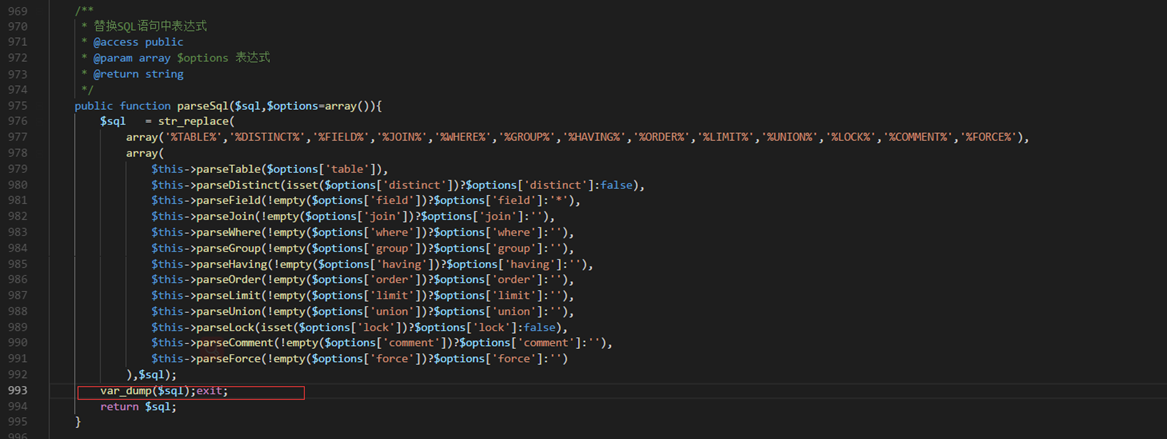 969 /**
970 * 替换SQL语句中表达式
971 * @access public
972 * @param array $options 表达式
973 * @return string
974 */
975 public function parseSql($sql,$options=array()){
976 $sql   = str_replace(
977 array('%TABLE%','%DISTINCT%','%FIELD%','%JOIN%','%WHERE%','%GROUP%','%HAVING%','%ORDER%','%LIMIT%','%UNION%','%LOCK%','%COMMENT%','%FORCE%'),
978 array(
979 $this->parseTable($options['table']),
980 $this->parseDistinct(isset($options['distinct'])?$options['distinct']:false),
981 $this->parseField(!empty($options['field'])?$options['field']:'*'),
982 $this->parseJoin(!empty($options['join'])?$options['join']:''),
983 $this->parseWhere(!empty($options['where'])?$options['where']:''),
984 $this->parseGroup(!empty($options['group'])?$options['group']:''),
985 $this->parseHaving(!empty($options['having'])?$options['having']:''),
986 $this->parseOrder(!empty($options['order'])?$options['order']:''),
987 $this->parseLimit(!empty($options['limit'])?$options['limit']:''),
988 $this->parseUnion(!empty($options['union'])?$options['union']:''),
989 $this->parseLock(isset($options['lock'])?$options['lock']:false),
990 $this->parseComment(!empty($options['comment'])?$options['comment']:''),
991 $this->parseForce(!empty($options['force'])?$options['force']:'')
992 ),$sql);
993 var_dump($sql);exit;
994 return $sql;
995 }
996